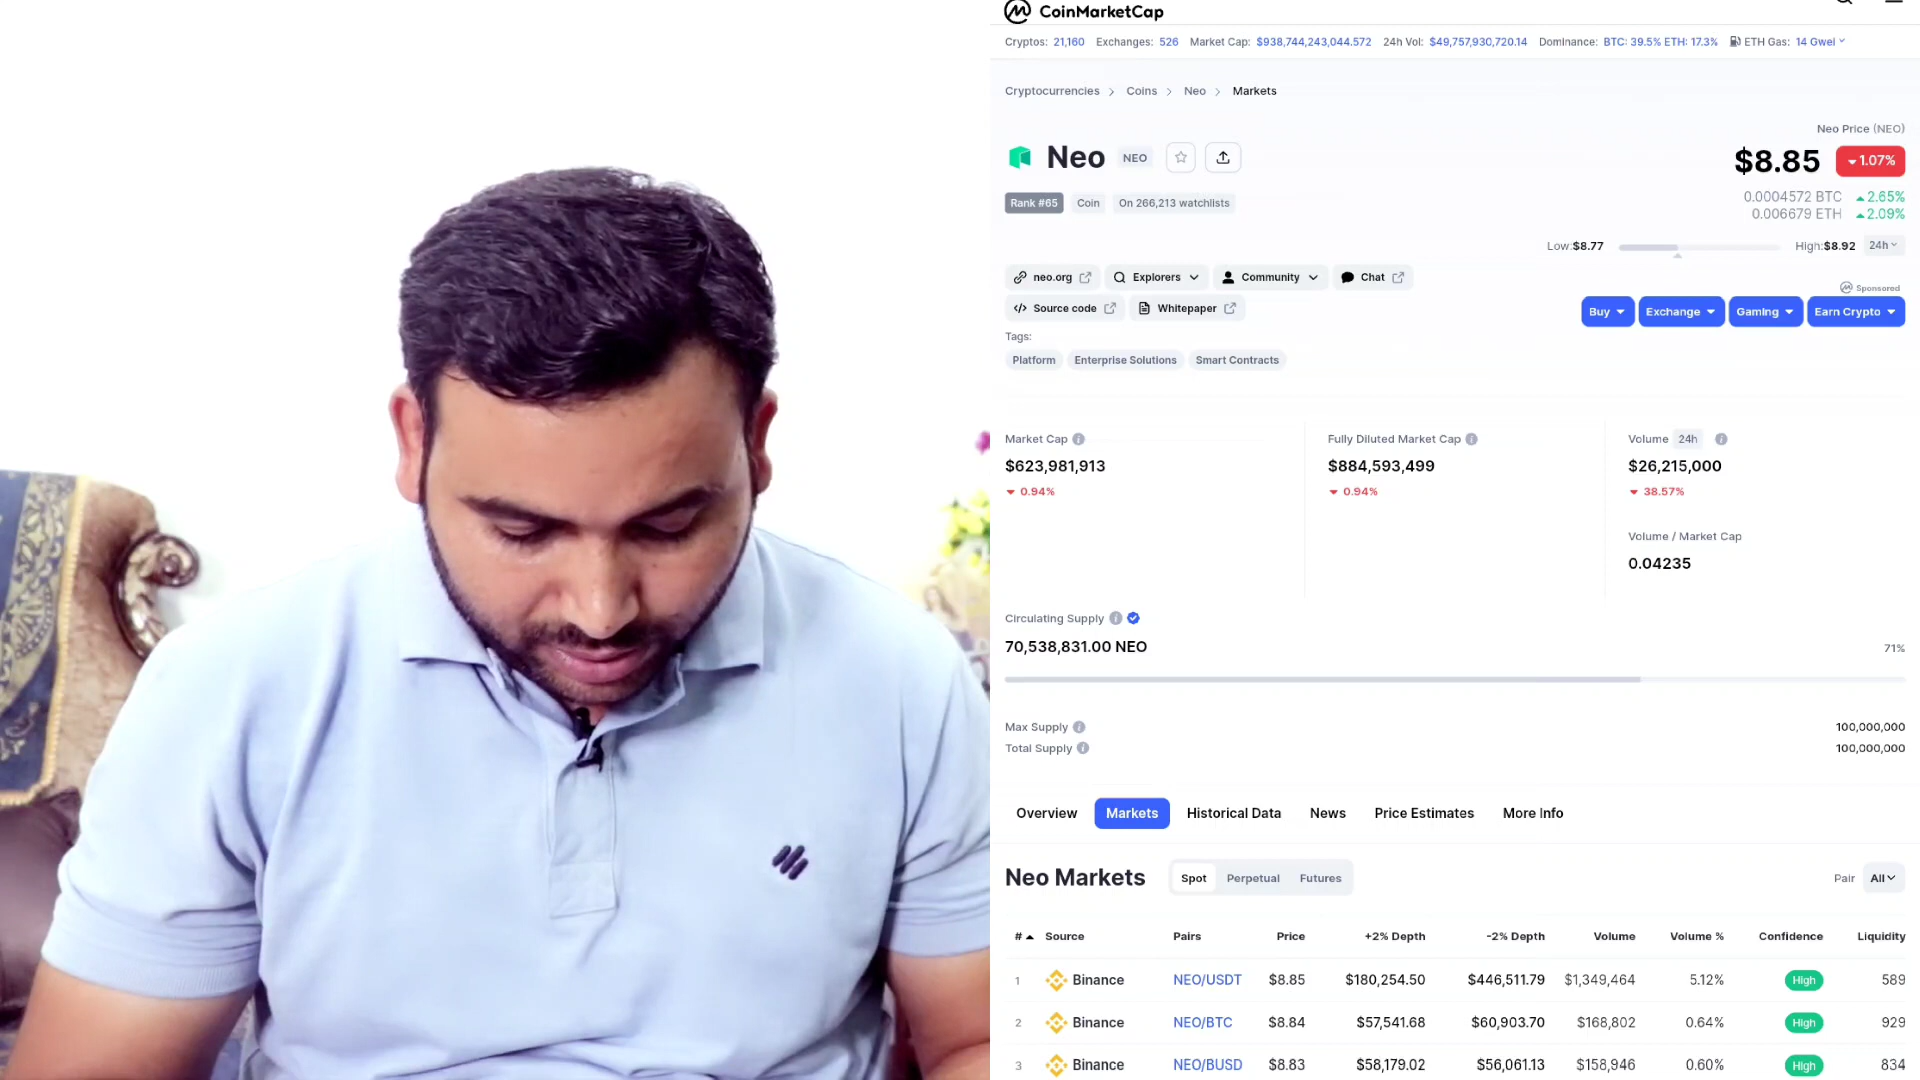 CoinMarketCap
Cryptos: 21,160 Exchanges: 526 Market Cap: $938,744,243,044.572 24h Vol: $49,757,930,720.14 Dominance: BTC: 39.5% ETH: 17.3% ETH Gas: 14 Gwei
Cryptocurrencies Coins Neo Markets
Neo Price (NEO)
Neo NEO
$8.85 1.07%
Rank #65 Coin On 266,213 watchlists
0.0004572 BTC 2.65%
0.006679 ETH 2.09%
Low:$8.77 High:$8.92 24h
neo.org Explorers Community Chat
Sponsored
Source code Whitepaper
Buy Exchange Gaming Earn Crypto
Tags:
Platform Enterprise Solutions Smart Contracts
Market Cap Fully Diluted Market Cap Volume 24h
$623,981,913 $884,593,499 $26,215,000
0.94% 0.94% 38.57%
Volume / Market Cap
0.04235
Circulating Supply
70,538,831.00 NEO 71%
Max Supply 100,000,000
Total Supply 100,000,000
Overview Markets Historical Data News Price Estimates More Info
Neo Markets Spot Perpetual Futures Pair All
# Source Pairs Price +2% Depth -2% Depth Volume Volume % Confidence Liquidity
1 Binance NEO/USDT $8.85 $180,254.50 $446,511.79 $1,349,464 5.12% High 589
2 Binance NEO/BTC $8.84 $57,541.68 $60,903.70 $168,802 0.64% High 929
3 Binance NEO/BUSD $8.83 $58,179.02 $56,061.13 $158,946 0.60% High 834